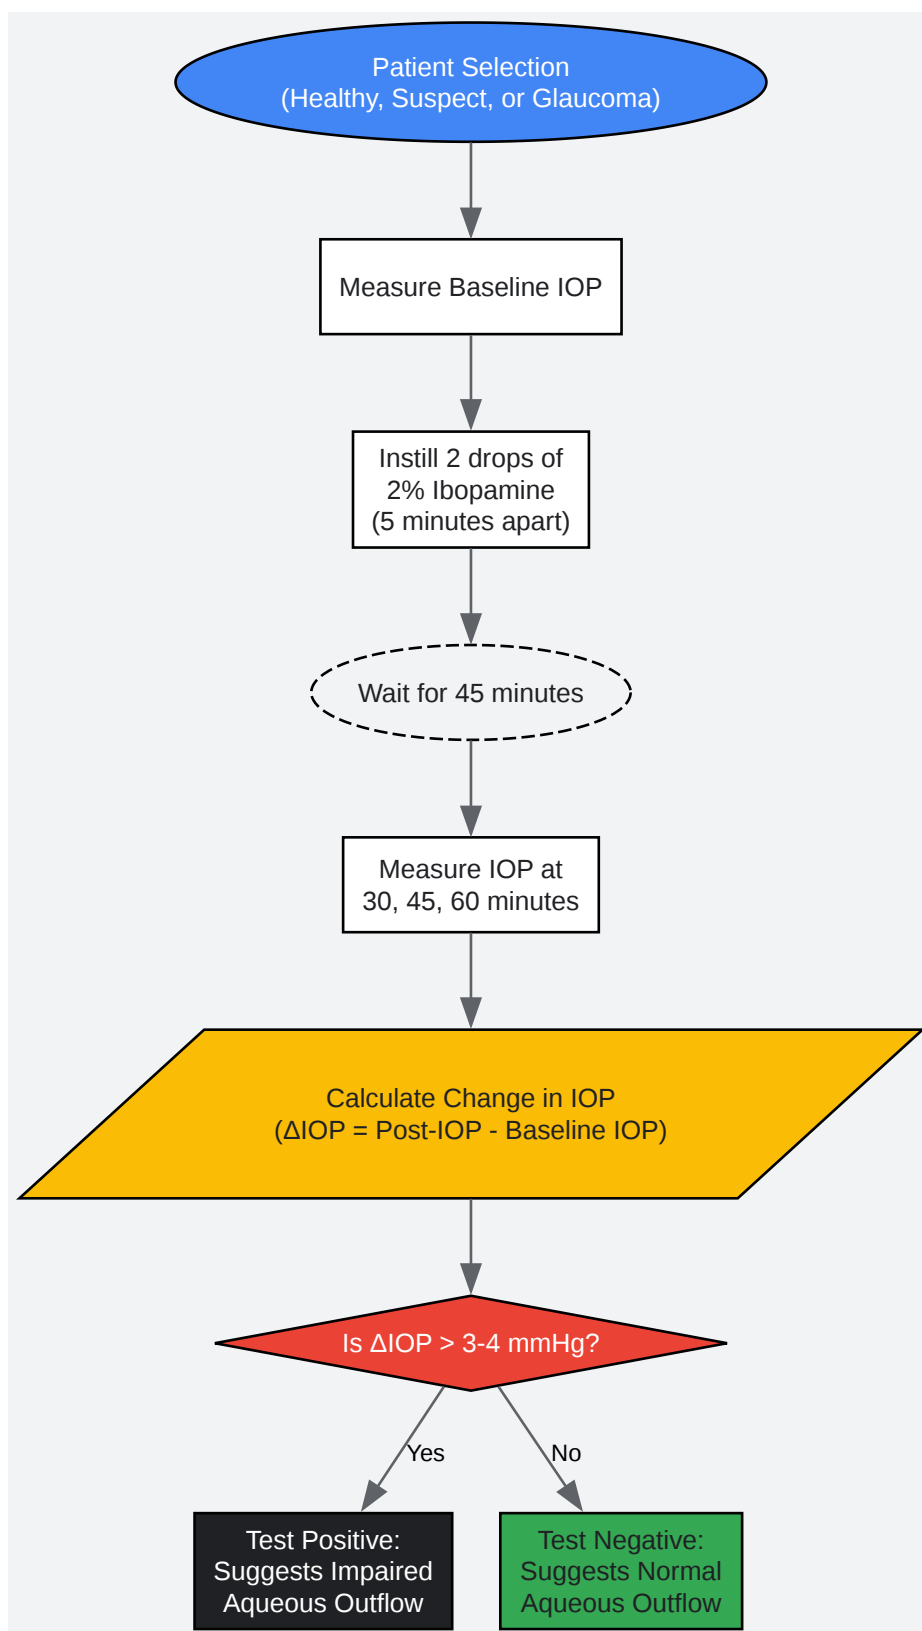 Patient Selection
(Healthy, Suspect, or Glaucoma)
Measure Baseline IOP
Instill 2 drops of
2% Ibopamine
(5 minutes apart)
Wait for 45 minutes
Measure IOP at
30, 45, 60 minutes
Calculate Change in IOP
(ΔIOP = Post-IOP - Baseline IOP)
Is ΔIOP > 3-4 mmHg?
Yes
No
Test Positive:
Suggests Impaired
Aqueous Outflow
Test Negative:
Suggests Normal
Aqueous Outflow